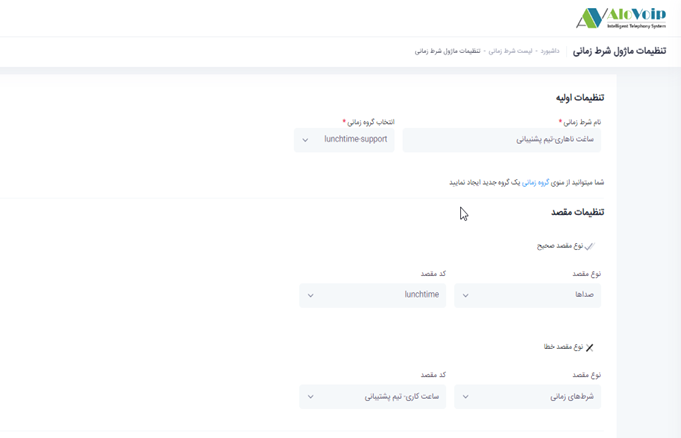 AloVoip
Intelligent Telephony System
تنظیمات ماژول شرط زمانی
داشبورد - لیست شرط زمانی - تنظیمات ماژول شرط زمانی
تنظیمات اولیه
نام شرط زمانی *
انتخاب گروه زمانی *
ساعت ناهاری-تیم پشتیبانی
lunchtime-support
شما میتوانید از منوی گروه زمانی یک گروه جدید ایجاد نمایید
تنظیمات مقصد
نوع مقصد صحیح
نوع مقصد
کد مقصد
صداها
lunchtime
نوع مقصد خطا
نوع مقصد
کد مقصد
شرط‌های زمانی
ساعت کاری- تیم پشتیبانی